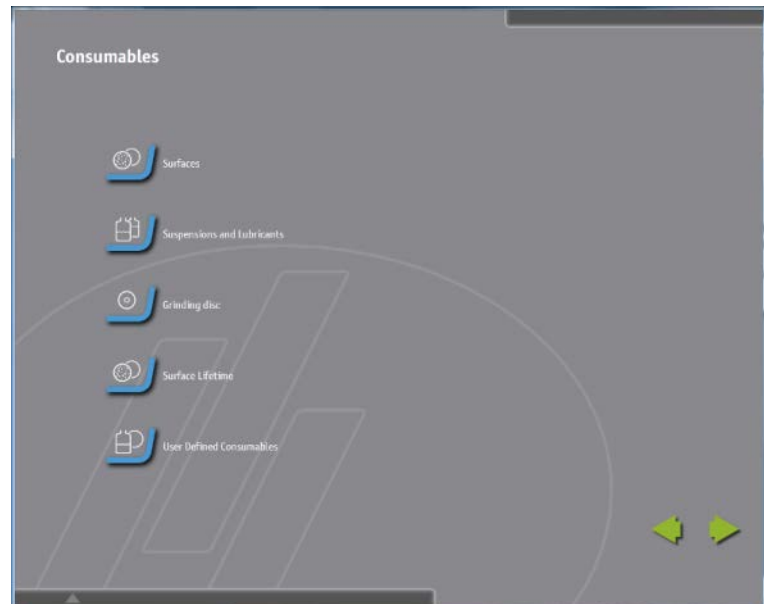 Consumables
Surfaces
Suspensions and Lubricants
Grinding disc
Surface Lifetime
User Defined Consumables